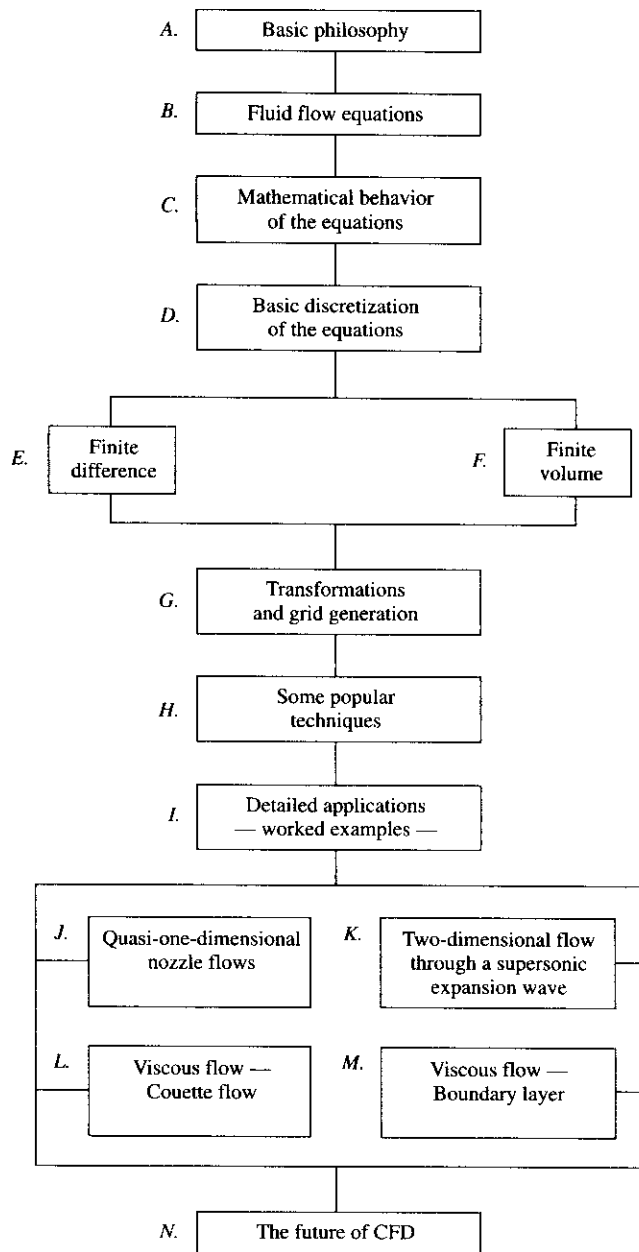 A.
Basic philosophy
B.
Fluid flow equations
C.
Mathematical behavior
of the equations
D.
Basic discretization
of the equations
E.
Finite
difference
F.
Finite
volume
G.
Transformations
and grid generation
H.
Some popular
techniques
I.
Detailed applications
— worked examples —
J.
Quasi-one-dimensional
nozzle flows
K.
Two-dimensional flow
through a supersonic
expansion wave
L.
Viscous flow —
Couette flow
M.
Viscous flow —
Boundary layer
N.
The future of CFD